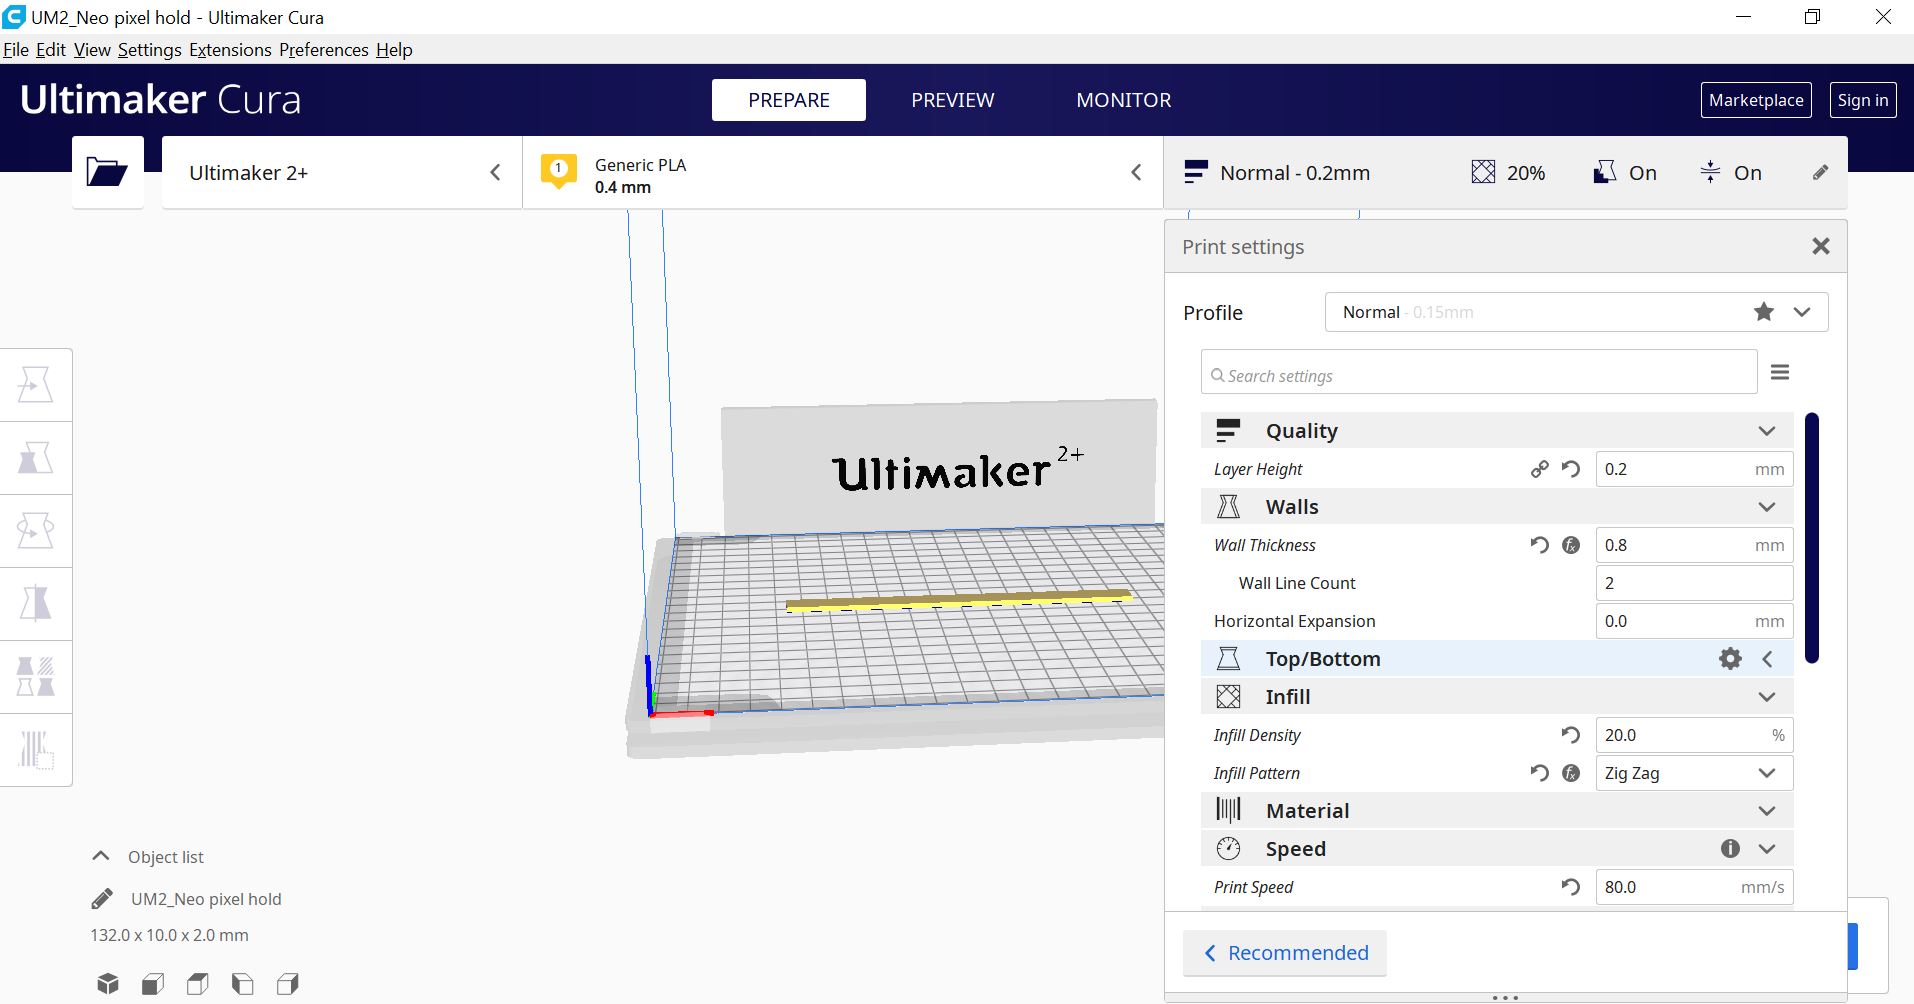 UM2_Neo pixel hold - Ultimaker Cura
File Edit View Settings Extensions Preferences Help
Ultimaker Cura
PREPARE
PREVIEW
MONITOR
Marketplace
Sign in
Ultimaker 2+
1
Generic PLA
0.4 mm
Normal - 0.2mm
20%
On
On
Print settings
Profile
Normal - 0.15mm
Search settings
Quality
Layer Height
0.2 mm
Walls
Wall Thickness
0.8 mm
Wall Line Count
2
Horizontal Expansion
0.0 mm
Top/Bottom
Infill
Infill Density
20.0 %
Infill Pattern
Zig Zag
Material
Speed
Print Speed
80.0 mm/s
Recommended
Ultimaker 2+
Object list
UM2_Neo pixel hold
132.0 x 10.0 x 2.0 mm